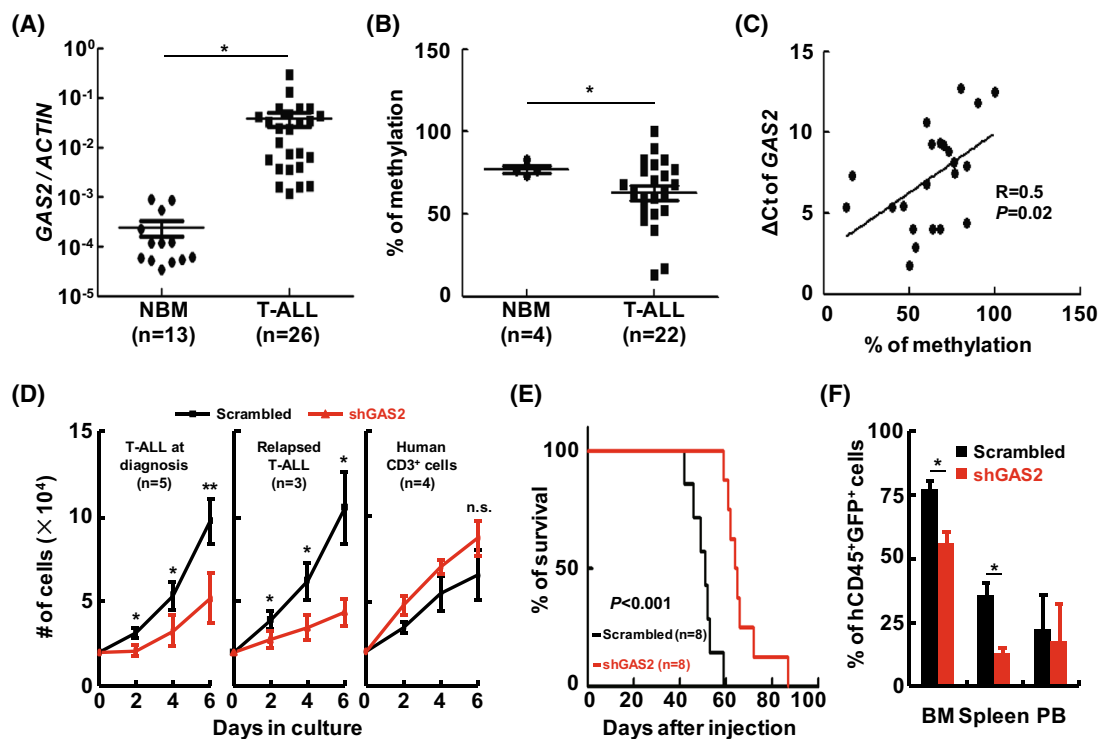 (A)
GAS2 / ACTIN
10⁰
10⁻¹
10⁻²
10⁻³
10⁻⁴
10⁻⁵
*
NBM
(n=13)
T-ALL
(n=26)
(B)
% of methylation
150
100
50
0
*
NBM
(n=4)
T-ALL
(n=22)
(C)
ΔCt of GAS2
15
10
5
0
R=0.5
P=0.02
0 50 100 150
% of methylation
(D)
Scrambled shGAS2
# of cells (×10⁴)
15
10
5
0
T-ALL at
diagnosis
(n=5)
* * **
Relapsed
T-ALL
(n=3)
* * *
Human
CD3⁺ cells
(n=4)
n.s.
0 2 4 6 0 2 4 6 0 2 4 6
Days in culture
(E)
% of survival
100
50
0
P<0.001
Scrambled (n=8)
shGAS2 (n=8)
0 20 40 60 80 100
Days after injection
(F)
% of hCD45⁺GFP⁺ cells
100
75
50
25
0
Scrambled
shGAS2
*
*
BM Spleen PB